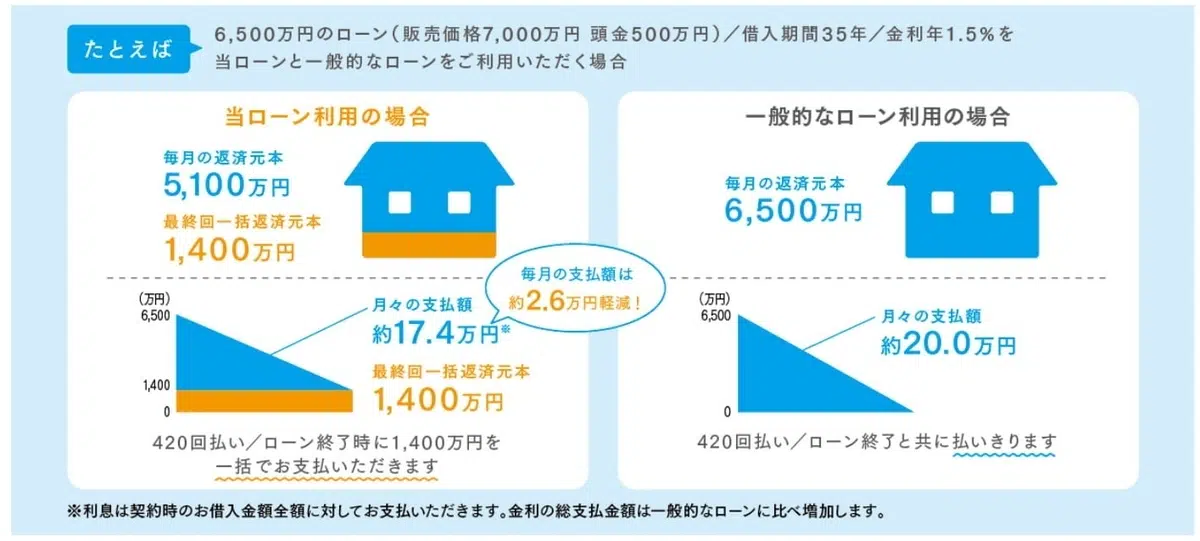 たとえば
6,500万円のローン（販売価格7,000万円 頭金500万円）／借入期間35年／金利年1.5%を
当ローンと一般的なローンをご利用いただく場合
当ローン利用の場合
毎月の返済元本
5,100万円
最終回一括返済元本
1,400万円
(万円)
6,500
1,400
0
月々の支払額
約17.4万円※
最終回一括返済元本
1,400万円
420回払い／ローン終了時に1,400万円を
一括でお支払いただきます
毎月の支払額は
約2.6万円軽減！
一般的なローン利用の場合
毎月の返済元本
6,500万円
(万円)
6,500
0
月々の支払額
約20.0万円
420回払い／ローン終了と共に払いきります
※利息は契約時のお借入金額全額に対してお支払いただきます。金利の総支払金額は一般的なローンに比べ増加します。